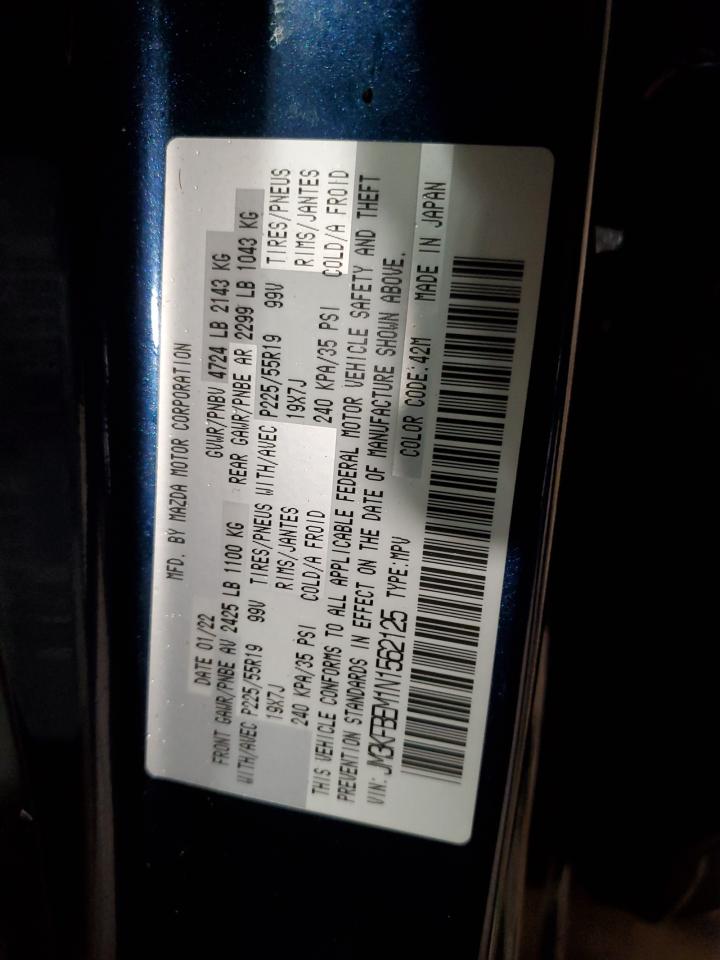 MFD. BY MAZDA MOTOR CORPORATION
DATE 01/22 GVWR/PNBV 4724 LB 2143 KG
FRONT GAWR/PNBE AV 2425 LB 1100 KG REAR GAWR/PNBE AR 2299 LB 1043 KG
WITH/AVEC P225/55R19 99V TIRES/PNEUS WITH/AVEC P225/55R19 99V TIRES/PNEUS
19X7J RIMS/JANTES 19X7J RIMS/JANTES
240 KPA/35 PSI COLD/A FROID 240 KPA/35 PSI COLD/A FROID
THIS VEHICLE CONFORMS TO ALL APPLICABLE FEDERAL MOTOR VEHICLE SAFETY AND THEFT
PREVENTION STANDARDS IN EFFECT ON THE DATE OF MANUFACTURE SHOWN ABOVE.
VIN: JM3KFBEM1N1562125 TYPE:MPV COLOR CODE:42M MADE IN JAPAN